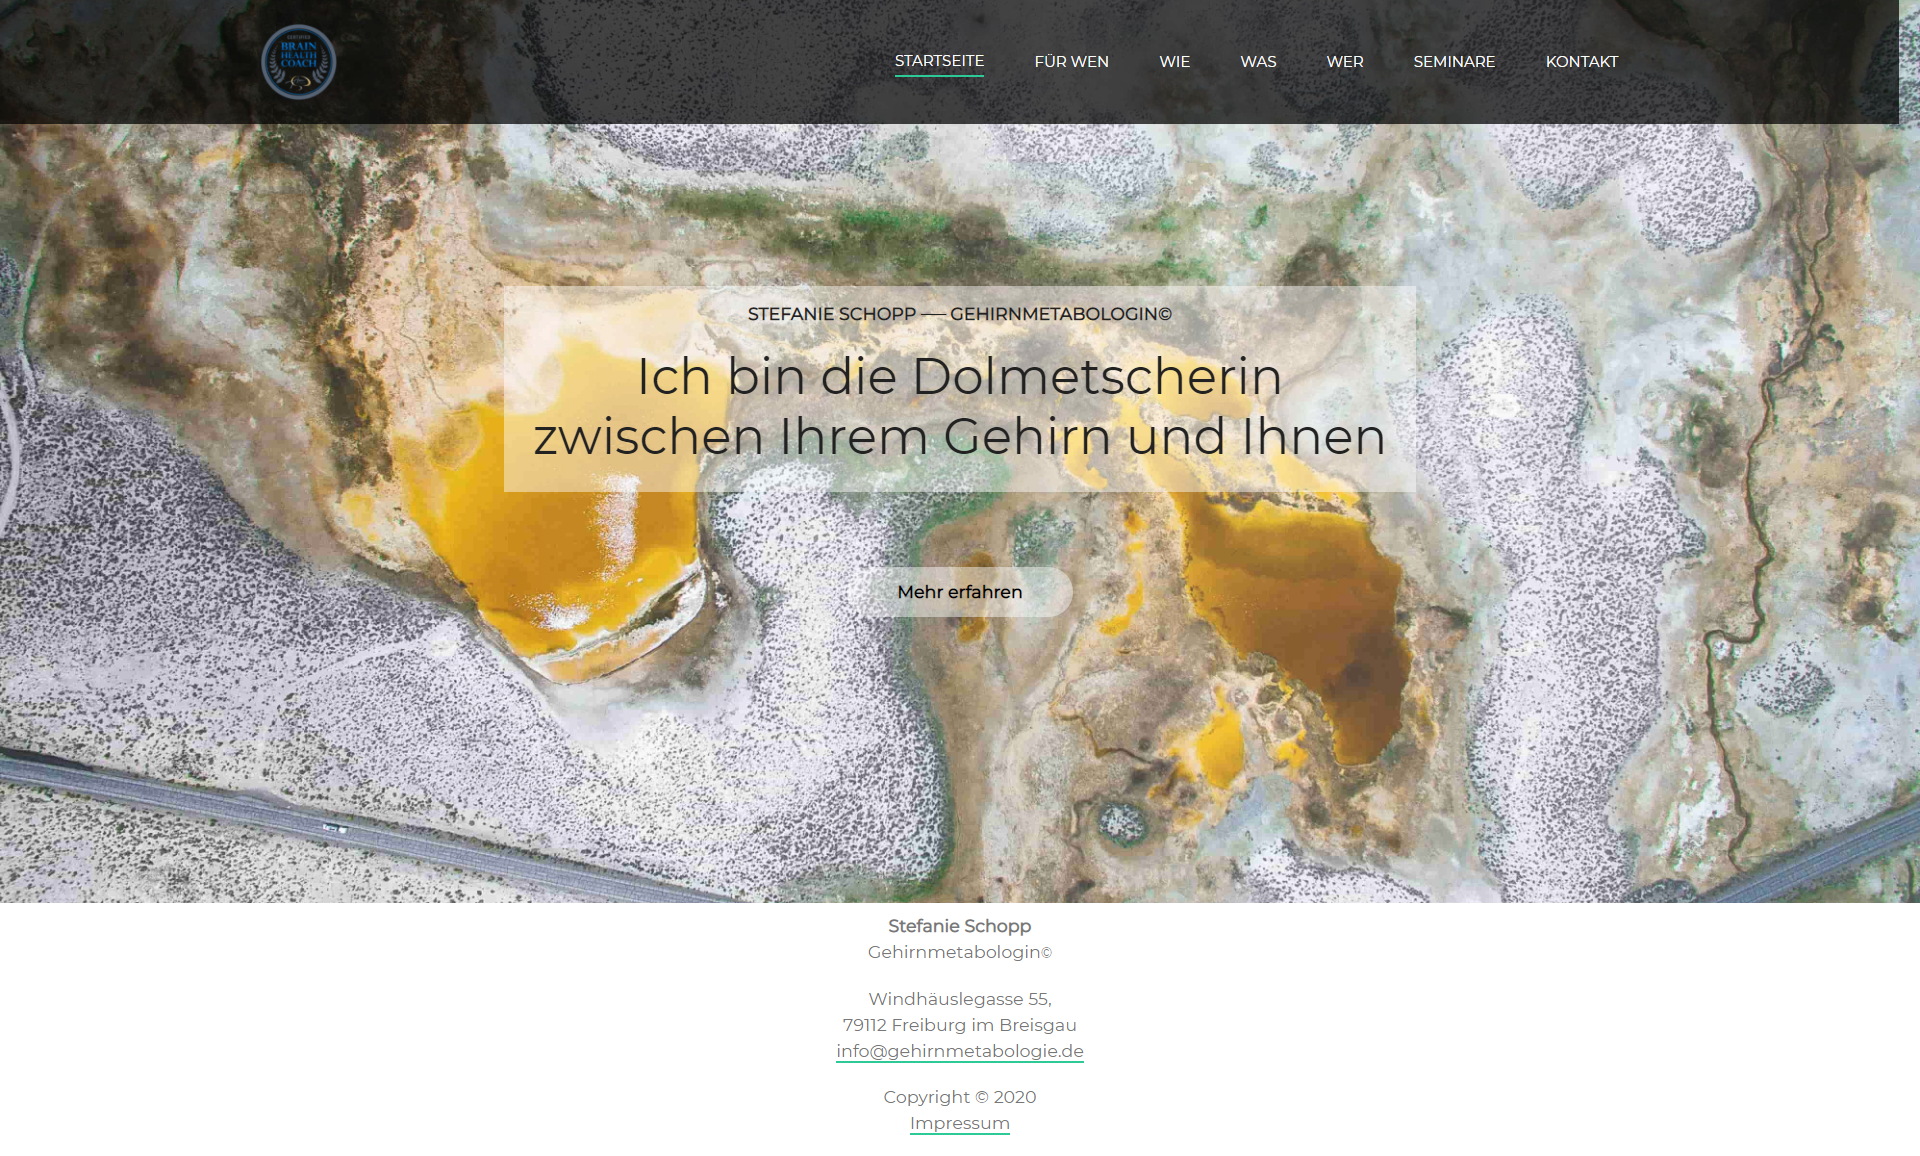 CERTIFIED
BRAIN
HEALTH
COACH
STARTSEITE
FÜR WEN
WIE
WAS
WER
SEMINARE
KONTAKT
STEFANIE SCHOPP —– GEHIRNMETABOLOGIN©
Ich bin die Dolmetscherin
zwischen Ihrem Gehirn und Ihnen
Mehr erfahren
Stefanie Schopp
Gehirnmetabologin©
Windhäuslegasse 55,
79112 Freiburg im Breisgau
info@gehirnmetabologie.de
Copyright © 2020
Impressum